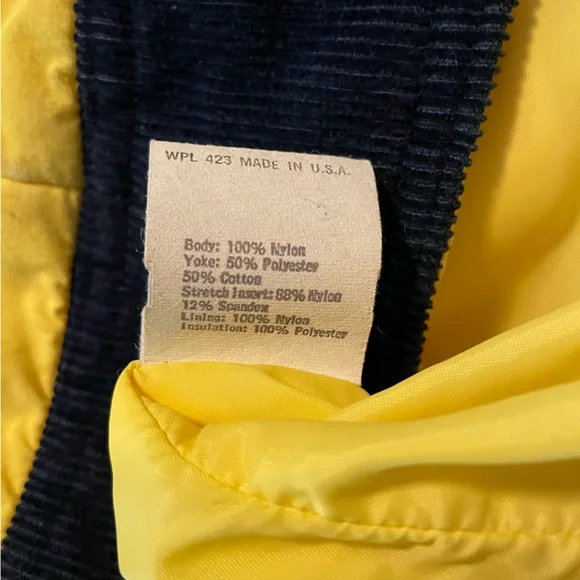 WPL 423 MADE IN U.S.A.
Body: 100% Nylon
Yoke: 50% Polyester
50% Cotton
Stretch Insert: 88% Nylon
12% Spandex
Lining: 100% Nylon
Insulation: 100% Polyester